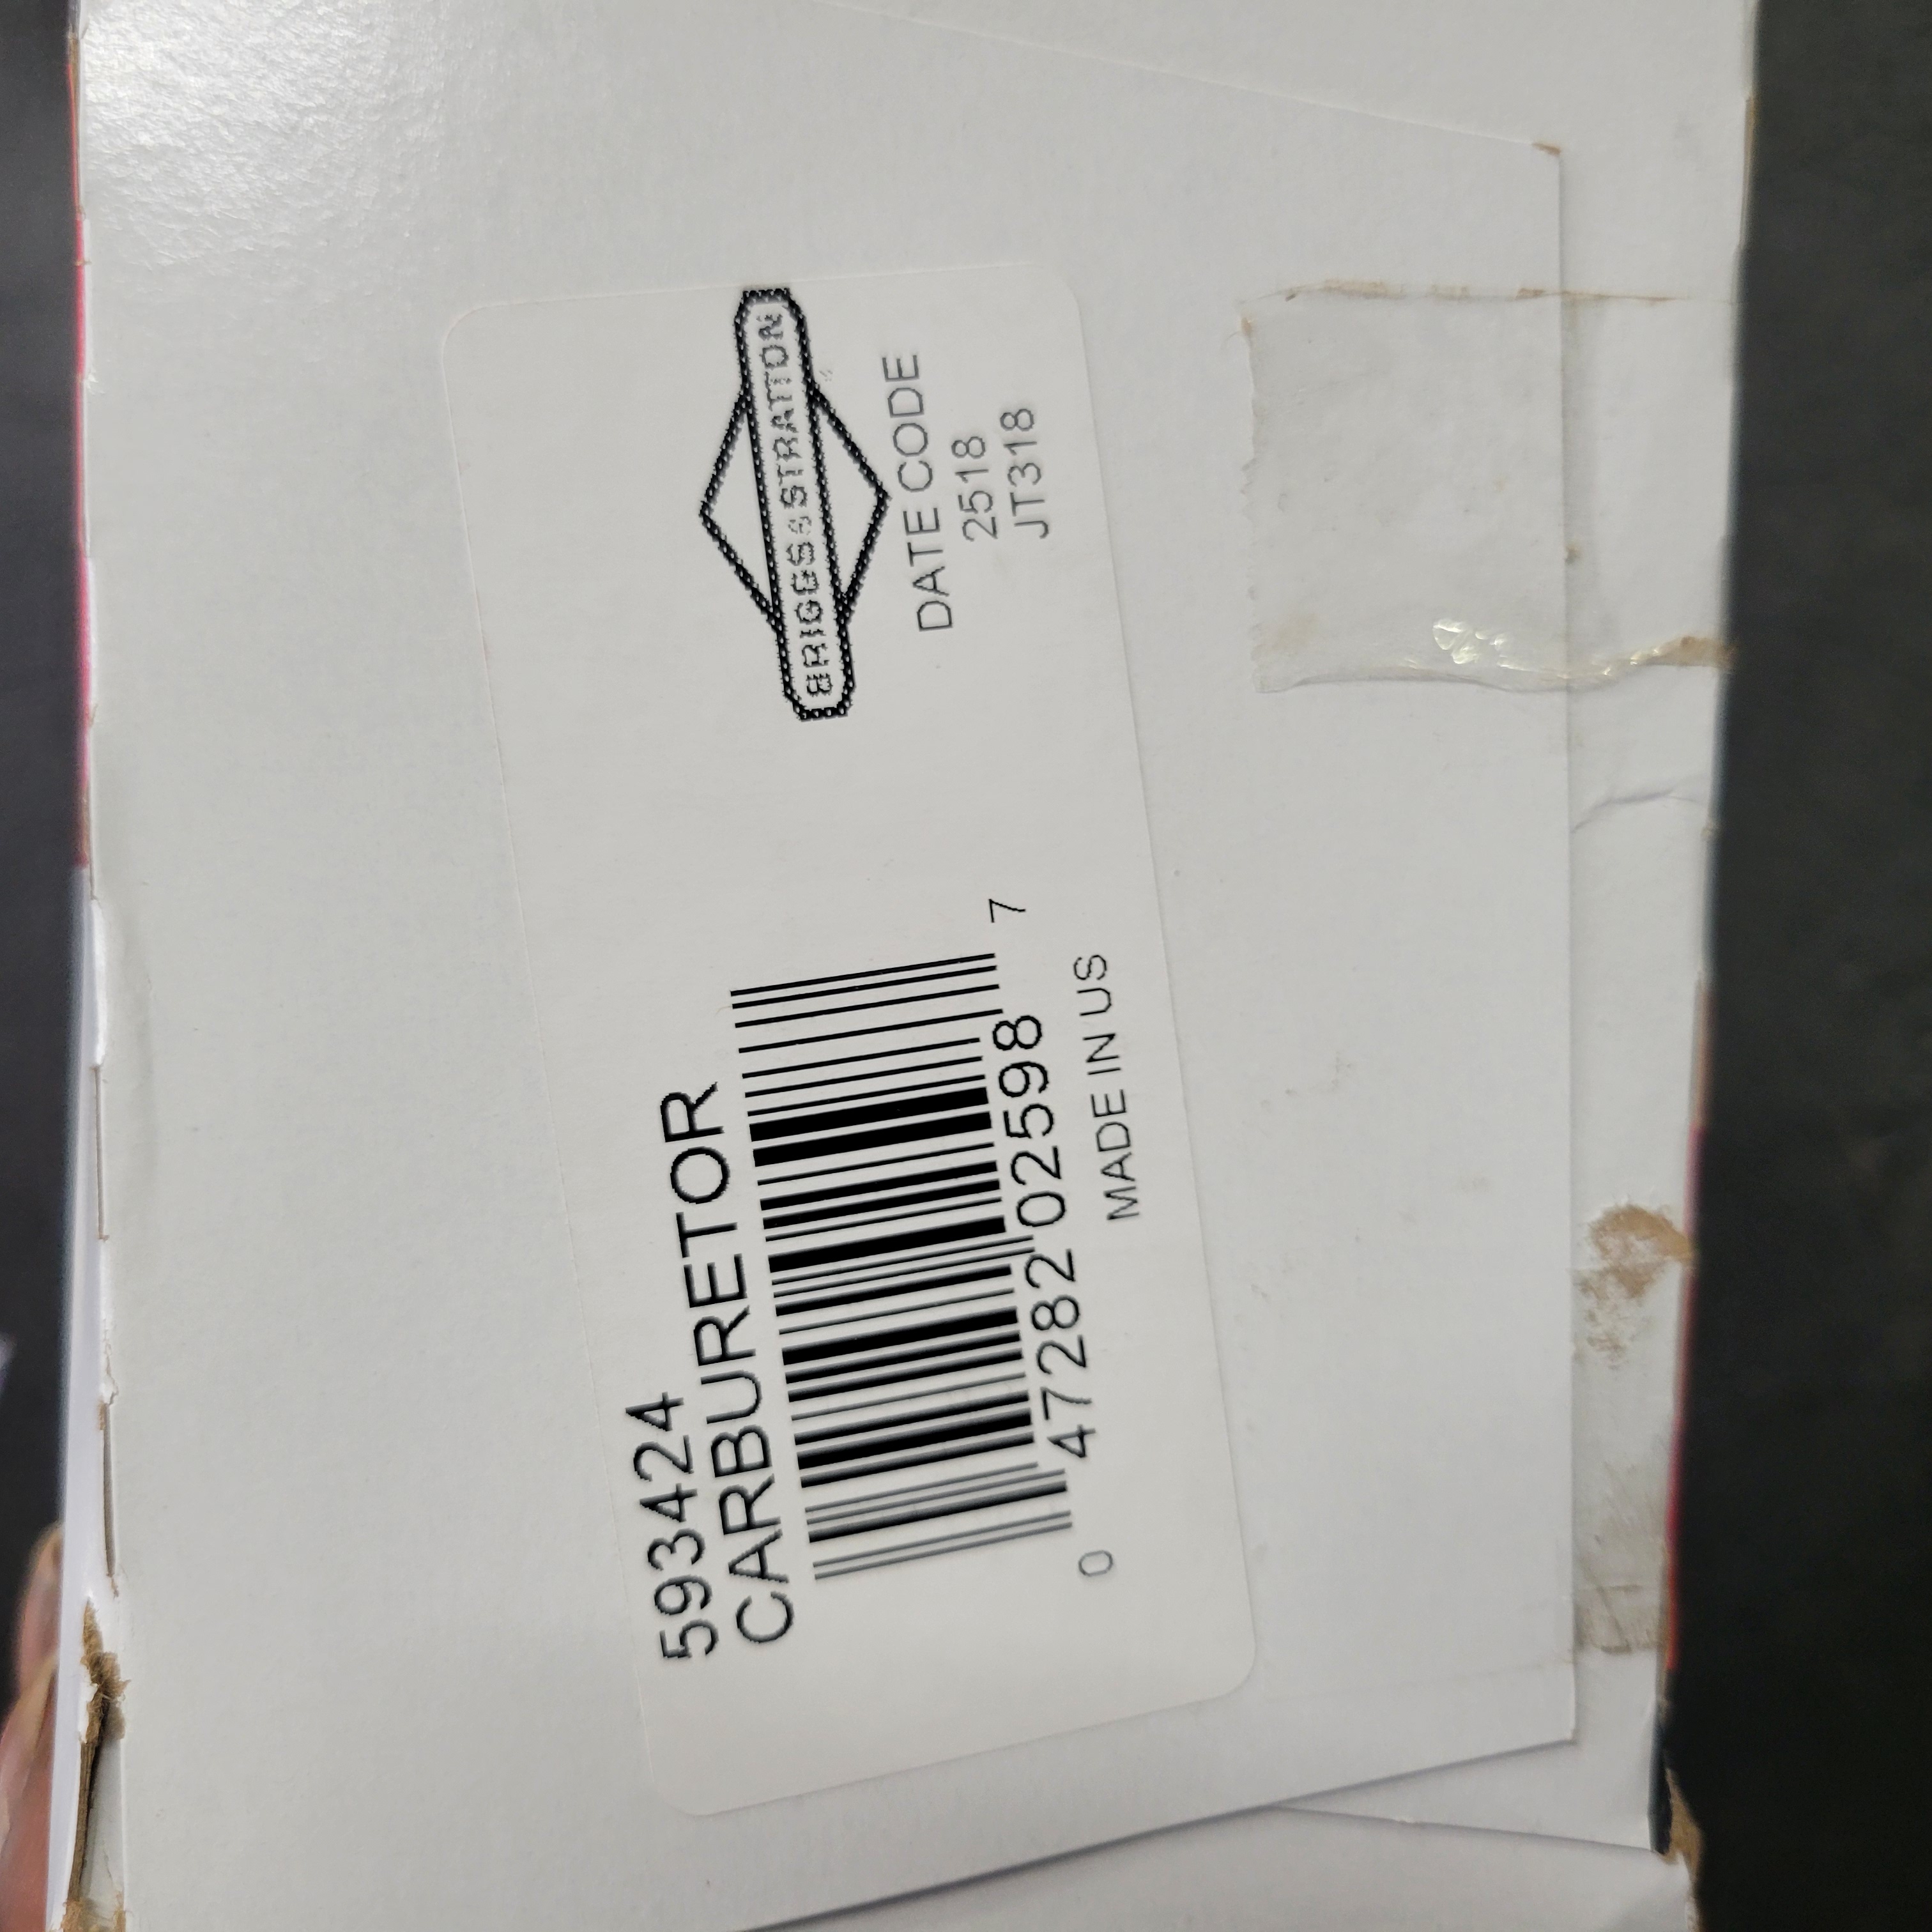 593424
CARBURETOR
0 47282 02598 7
MADE IN US
BRIGGS&STRATTON
DATE CODE
2518
JT318